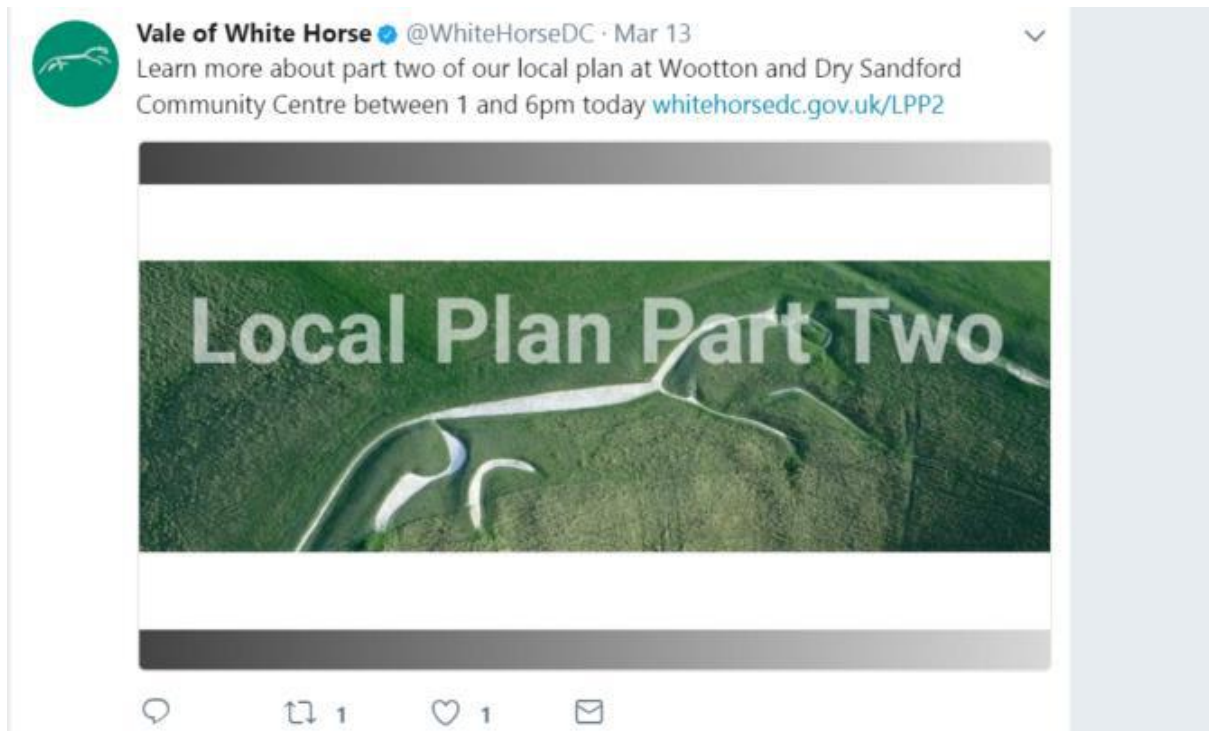 Vale of White Horse @WhiteHorseDC · Mar 13
Learn more about part two of our local plan at Wootton and Dry Sandford
Community Centre between 1 and 6pm today whitehorsedc.gov.uk/LPP2
Local Plan Part Two
1 1